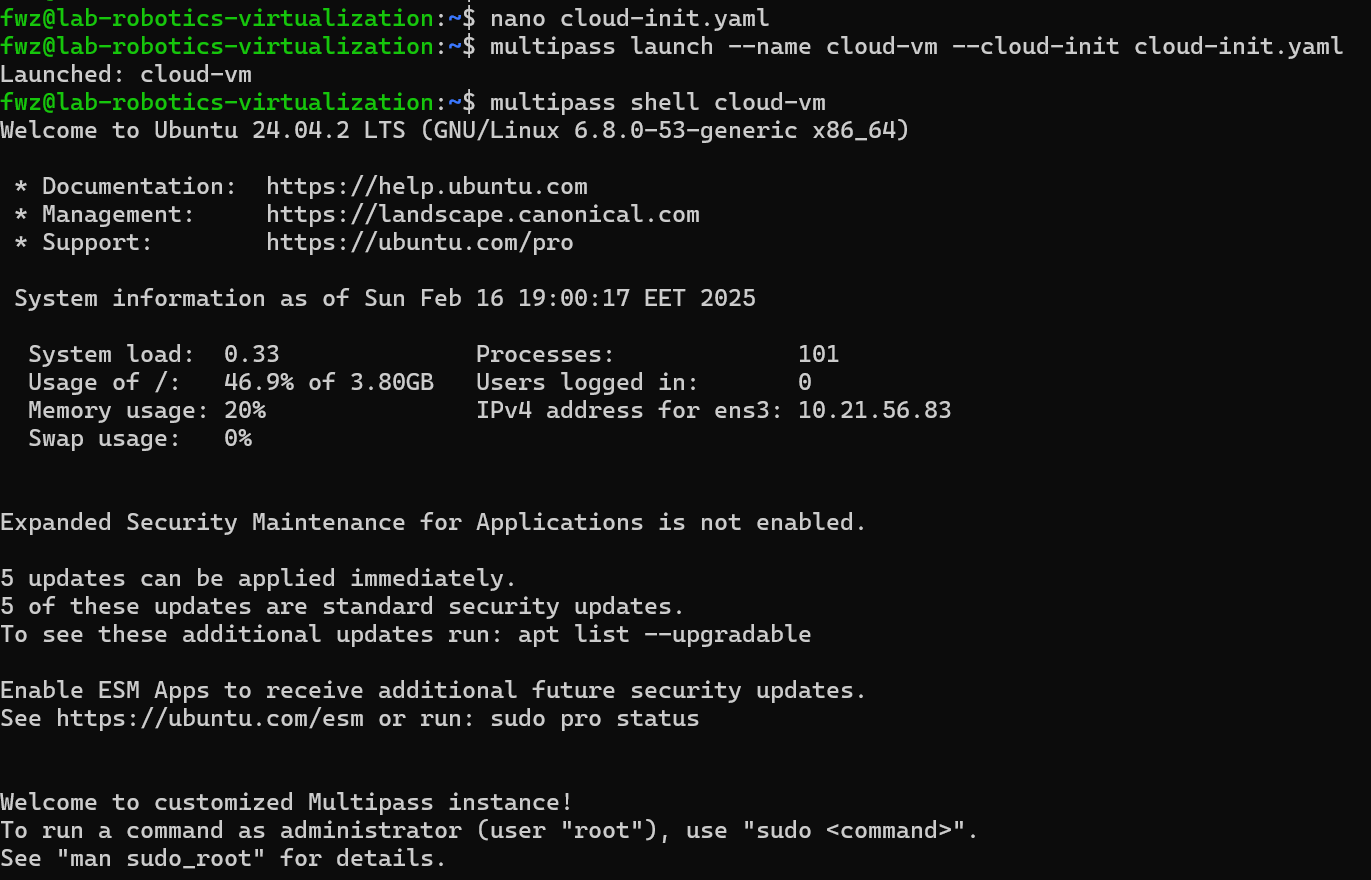 fwz@lab-robotics-virtualization:~$ nano cloud-init.yaml
fwz@lab-robotics-virtualization:~$ multipass launch --name cloud-vm --cloud-init cloud-init.yaml
Launched: cloud-vm
fwz@lab-robotics-virtualization:~$ multipass shell cloud-vm
Welcome to Ubuntu 24.04.2 LTS (GNU/Linux 6.8.0-53-generic x86_64)

 * Documentation:  https://help.ubuntu.com
 * Management:     https://landscape.canonical.com
 * Support:        https://ubuntu.com/pro

 System information as of Sun Feb 16 19:00:17 EET 2025

  System load:  0.33              Processes:             101
  Usage of /:   46.9% of 3.80GB   Users logged in:       0
  Memory usage: 20%               IPv4 address for ens3: 10.21.56.83
  Swap usage:   0%


Expanded Security Maintenance for Applications is not enabled.

5 updates can be applied immediately.
5 of these updates are standard security updates.
To see these additional updates run: apt list --upgradable

Enable ESM Apps to receive additional future security updates.
See https://ubuntu.com/esm or run: sudo pro status


Welcome to customized Multipass instance!
To run a command as administrator (user "root"), use "sudo <command>".
See "man sudo_root" for details.